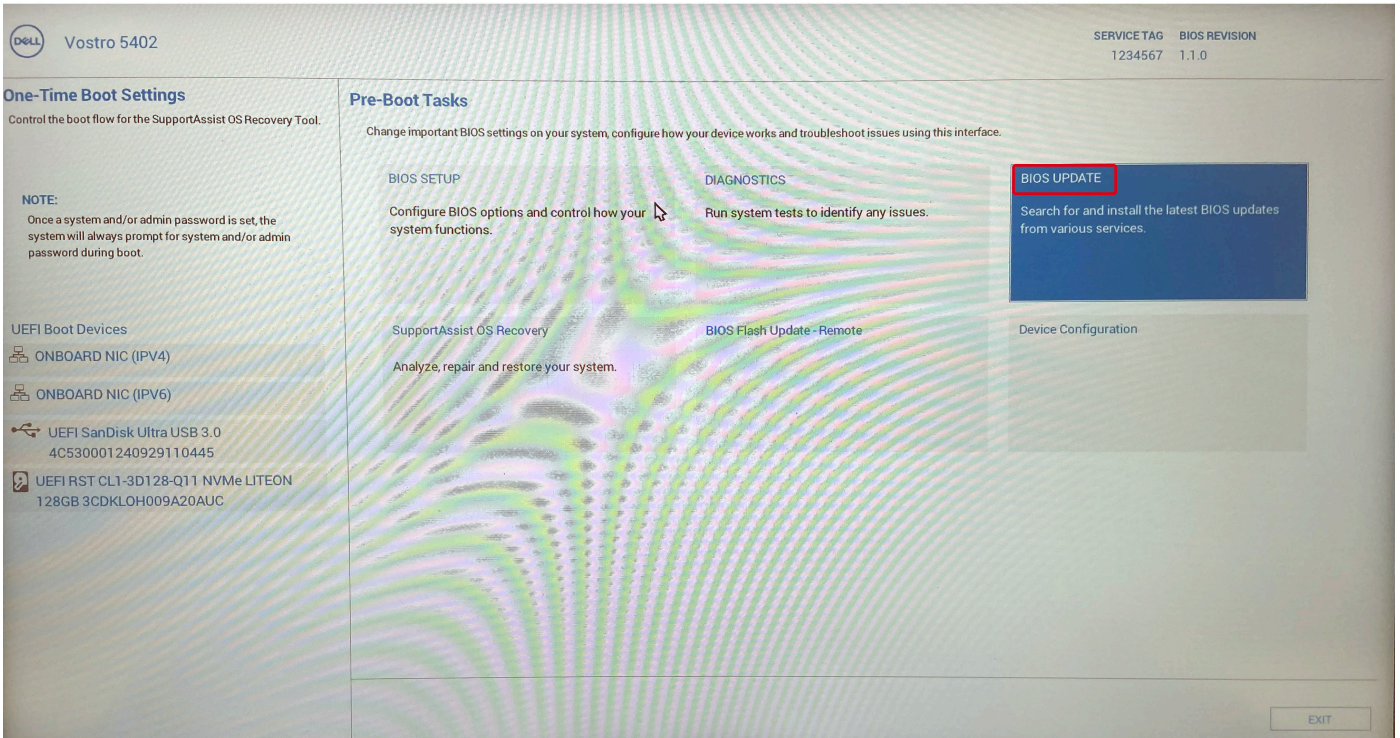 DELL
Vostro 5402
SERVICE TAG
1234567
BIOS REVISION
1.1.0
One-Time Boot Settings
Control the boot flow for the SupportAssist OS Recovery Tool.
NOTE:
Once a system and/or admin password is set, the
system will always prompt for system and/or admin
password during boot.
UEFI Boot Devices
ONBOARD NIC (IPV4)
ONBOARD NIC (IPV6)
UEFI SanDisk Ultra USB 3.0
4C530001240929110445
UEFI RST CL1-3D128-Q11 NVMe LITEON
128GB 3CDKLOH009A20AUC
Pre-Boot Tasks
Change important BIOS settings on your system, configure how your device works and troubleshoot issues using this interface.
BIOS SETUP
Configure BIOS options and control how your
system functions.
DIAGNOSTICS
Run system tests to identify any issues.
BIOS UPDATE
Search for and install the latest BIOS updates
from various services.
SupportAssist OS Recovery
Analyze, repair and restore your system.
BIOS Flash Update - Remote
Device Configuration
EXIT